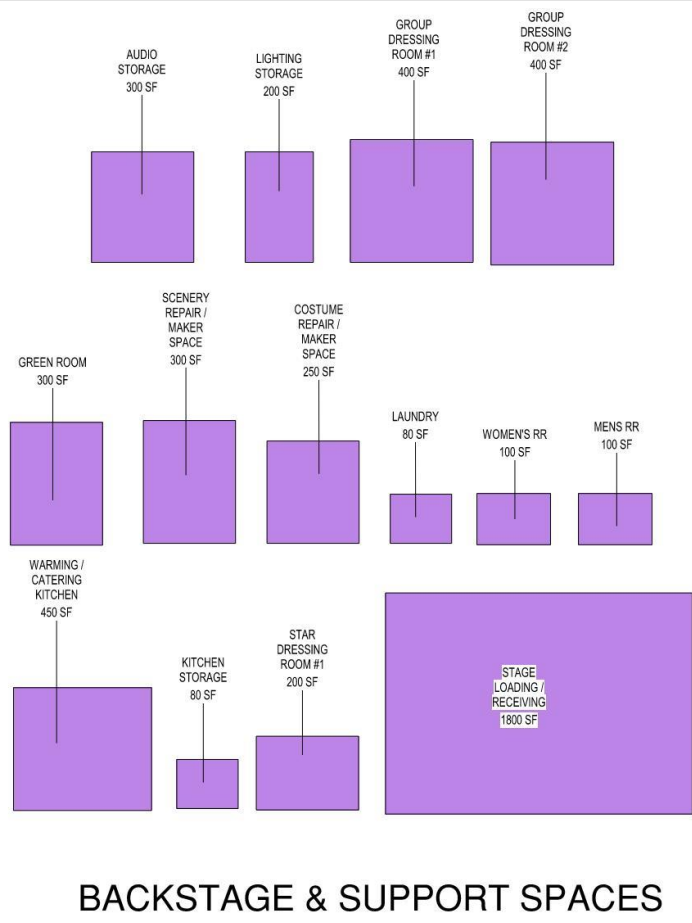 AUDIO
STORAGE
300 SF
LIGHTING
STORAGE
200 SF
GROUP
DRESSING
ROOM #1
400 SF
GROUP
DRESSING
ROOM #2
400 SF
GREEN ROOM
300 SF
SCENERY
REPAIR /
MAKER
SPACE
300 SF
COSTUME
REPAIR /
MAKER
SPACE
250 SF
LAUNDRY
80 SF
WOMEN'S RR
100 SF
MENS RR
100 SF
WARMING /
CATERING
KITCHEN
450 SF
KITCHEN
STORAGE
80 SF
STAR
DRESSING
ROOM #1
200 SF
STAGE
LOADING /
RECEIVING
1800 SF
BACKSTAGE & SUPPORT SPACES